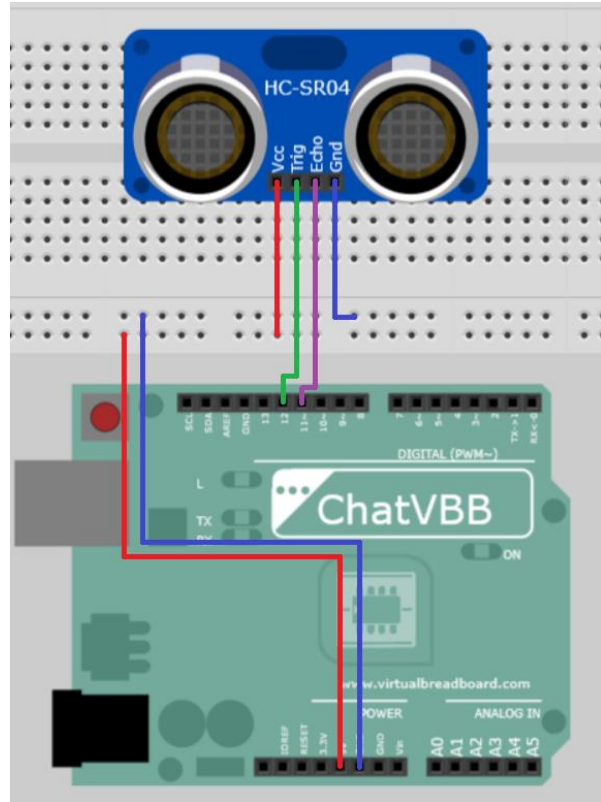 HC-SR04
Vcc
Trig
Echo
Gnd
SCL
SDA
AREF
GND
13
12
11~
10~
9~
8
7
6~
5~
4
3~
2
TX->1
RX<-0
DIGITAL (PWM~)
L
ChatVBB
TX
ON
www.virtualbreadboard.com
POWER
ANALOG IN
IOREF
RESET
3.3V
GND
Vin
A0
A1
A2
A3
A4
A5